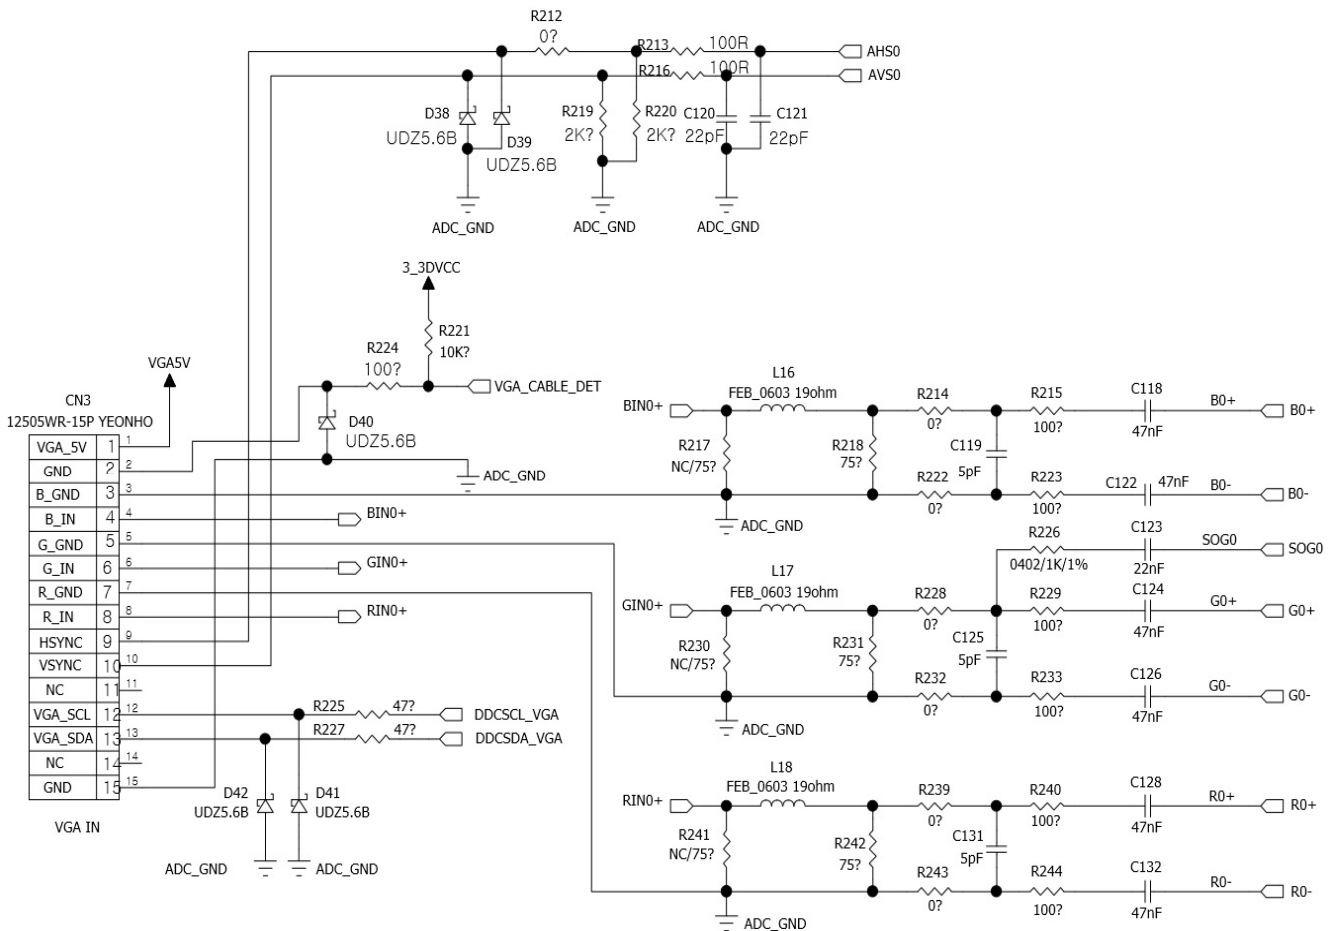 R212
0?
R213
100R
AHS0
R216
100R
AVS0
D38
UDZ5.6B
D39
UDZ5.6B
R219
2K?
R220
2K?
C120
22pF
C121
22pF
ADC_GND
ADC_GND
ADC_GND
3_3DVCC
R221
10K?
R224
100?
VGA_CABLE_DET
D40
UDZ5.6B
ADC_GND
VGA5V
CN3
12505WR-15P YEONHO
VGA_5V 1 1
GND 2 2
B_GND 3 3
B_IN 4 4
G_GND 5 5
G_IN 6 6
R_GND 7 7
R_IN 8 8
HSYNC 9 9
VSYNC 10 10
NC 11 11
VGA_SCL 12 12
VGA_SDA 13 13
NC 14 14
GND 15 15
VGA IN
BIN0+
GIN0+
RIN0+
R225 47? DDCSCL_VGA
R227 47? DDCSDA_VGA
D42
UDZ5.6B
D41
UDZ5.6B
ADC_GND
ADC_GND
BIN0+
L16
FEB_0603 19ohm
R217
NC/75?
R218
75?
R214
0?
R215
100?
C118
47nF
B0+
B0+
C119
5pF
R222
0?
R223
100?
C122
47nF
B0-
B0-
ADC_GND
R226
0402/1K/1%
C123
22nF
SOG0
SOG0
GIN0+
L17
FEB_0603 19ohm
R230
NC/75?
R231
75?
R228
0?
R229
100?
C124
47nF
G0+
G0+
C125
5pF
R232
0?
R233
100?
C126
47nF
G0-
G0-
ADC_GND
RIN0+
L18
FEB_0603 19ohm
R241
NC/75?
R242
75?
R239
0?
R240
100?
C128
47nF
R0+
R0+
C131
5pF
R243
0?
R244
100?
C132
47nF
R0-
R0-
ADC_GND